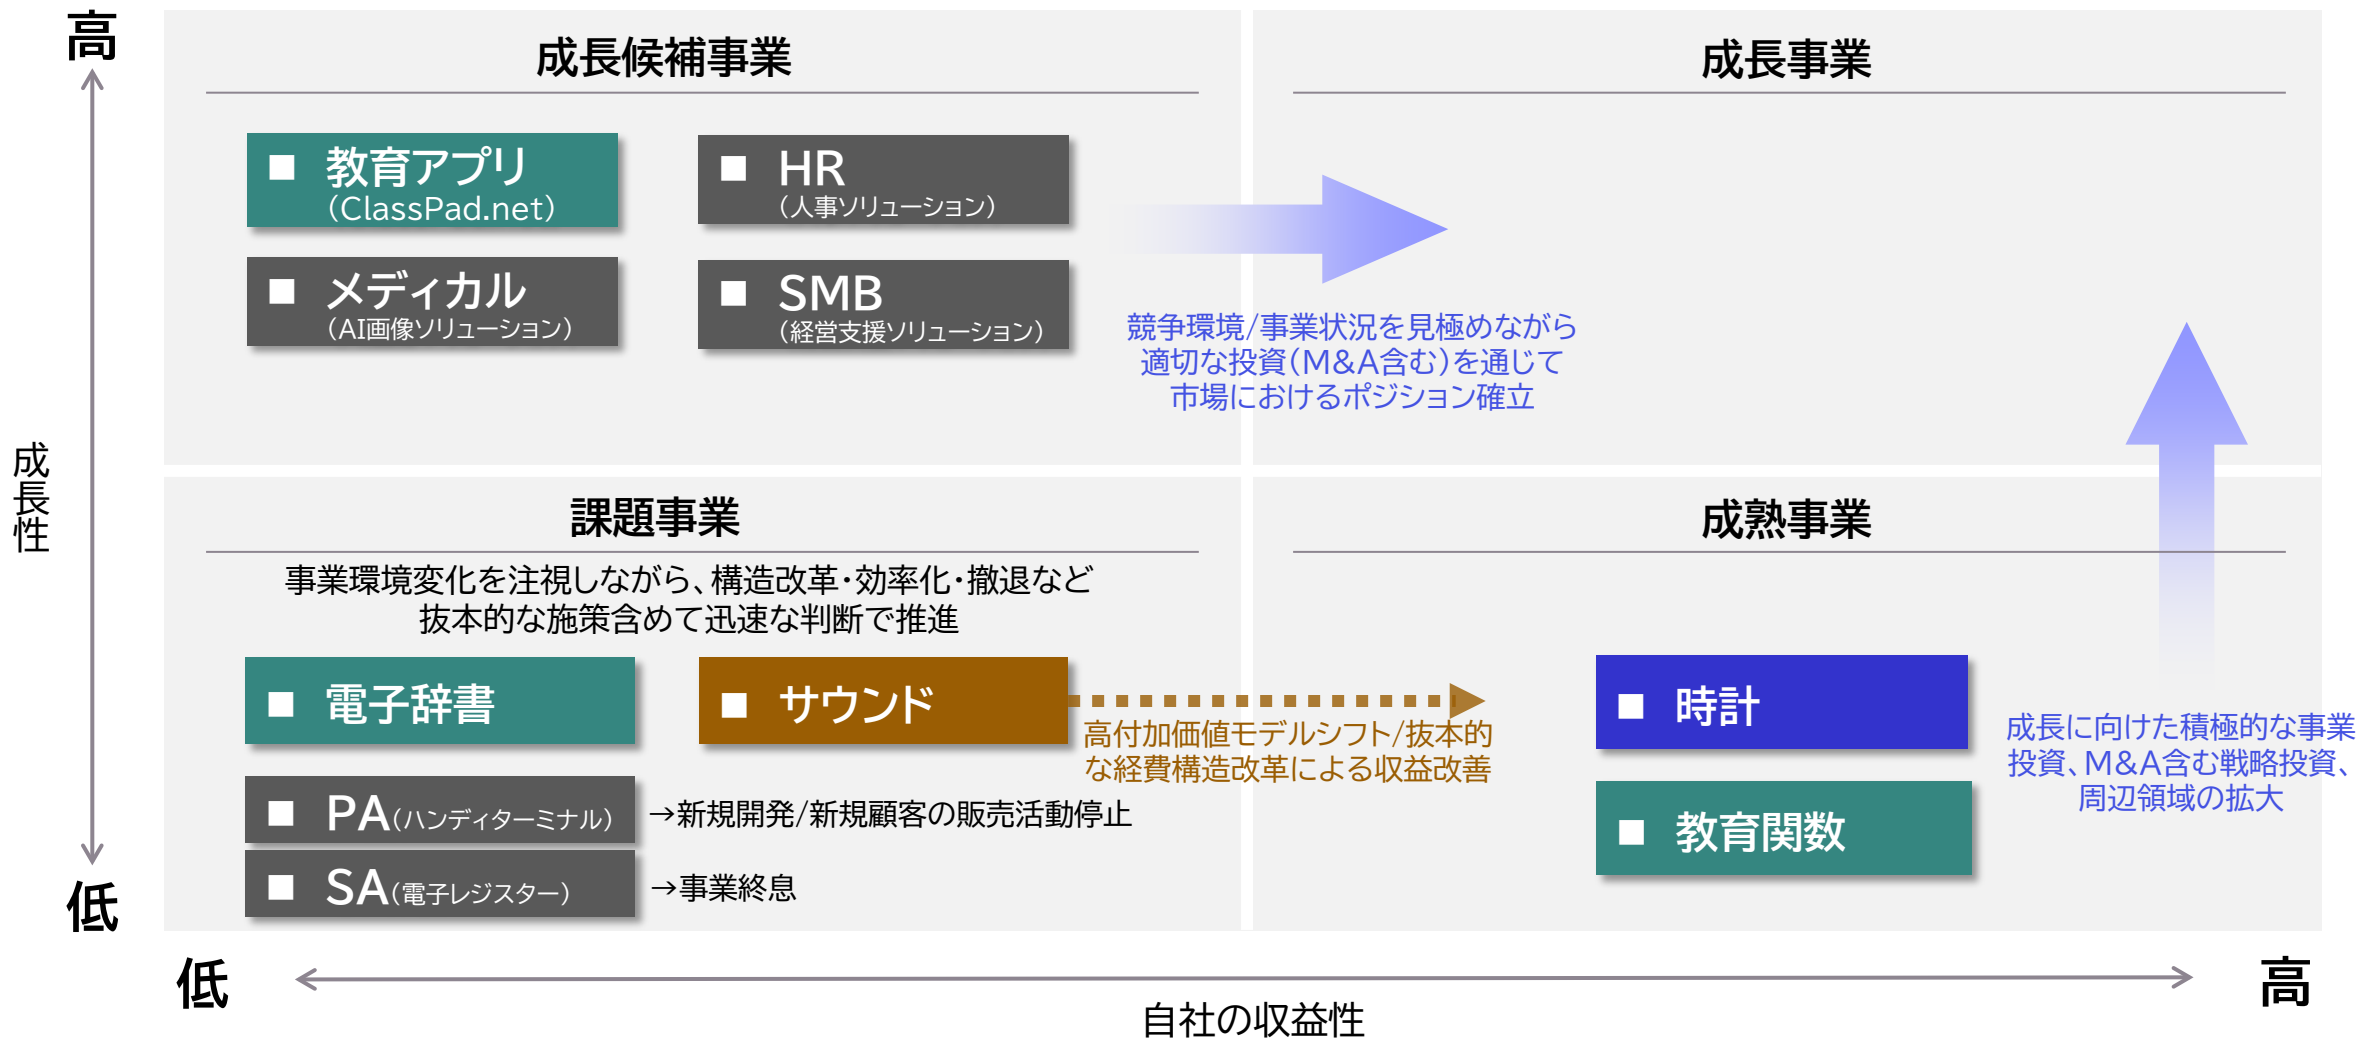 高
成長性
低
成長候補事業
■ 教育アプリ
（ClassPad.net）
■ HR
（人事ソリューション）
■ メディカル
（AI画像ソリューション）
■ SMB
（経営支援ソリューション）
成長事業
競争環境/事業状況を見極めながら
適切な投資（M&A含む）を通じて
市場におけるポジション確立
課題事業
事業環境変化を注視しながら、構造改革・効率化・撤退など
抜本的な施策含めて迅速な判断で推進
■ 電子辞書
■ サウンド
高付加価値モデルシフト/抜本的
な経費構造改革による収益改善
■ PA（ハンディターミナル）
→新規開発/新規顧客の販売活動停止
■ SA（電子レジスター）
→事業終息
成熟事業
■ 時計
■ 教育関数
成長に向けた積極的な事業
投資、M&A含む戦略投資、
周辺領域の拡大
低
自社の収益性
高